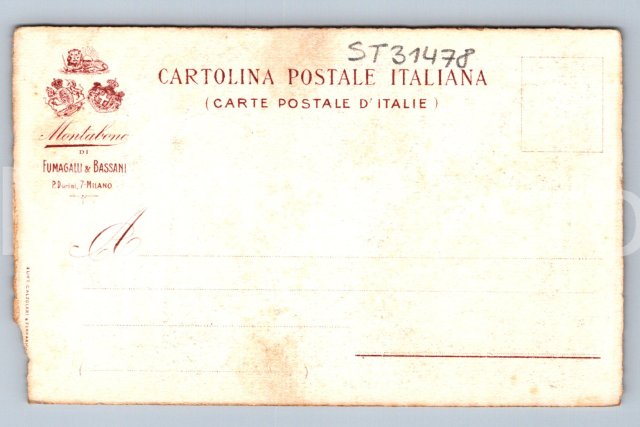 ST31478
CARTOLINA POSTALE ITALIANA
(CARTE POSTALE D'ITALIE)
Montabone
DI
FUMAGALLI & BASSANI
P. Durini, 7-MILANO
A